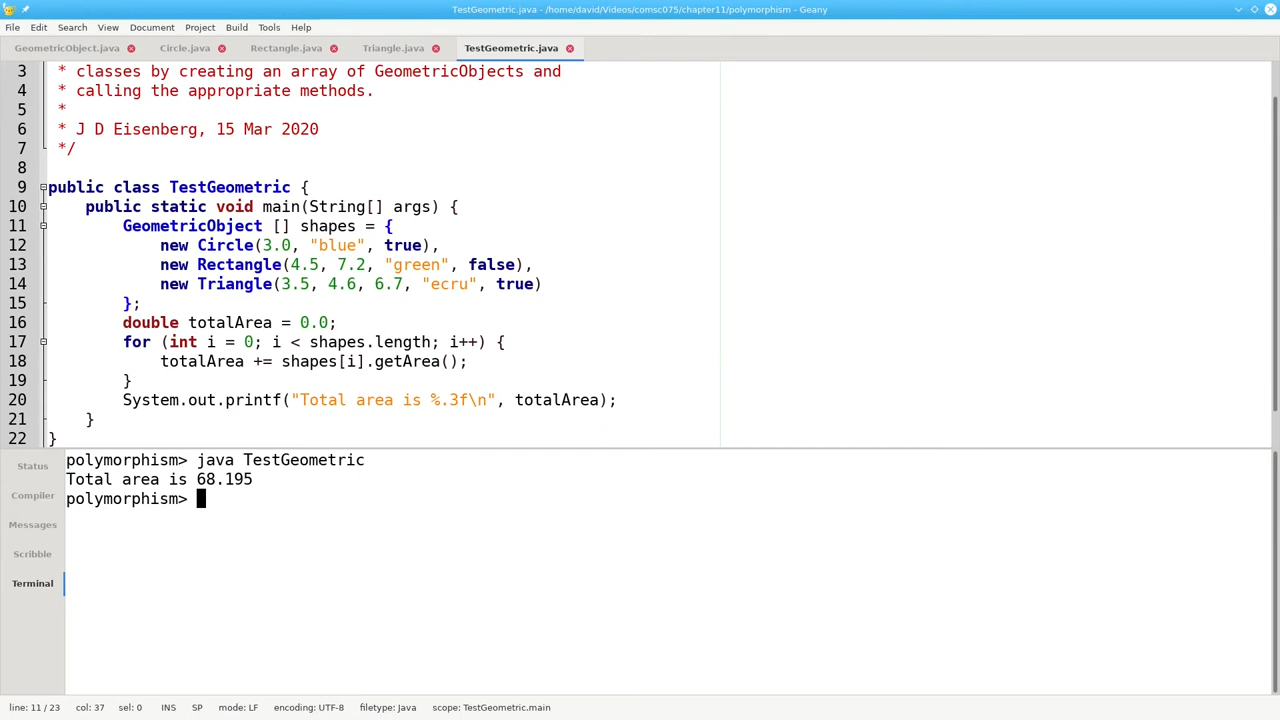 TestGeometric.java - /home/david/Videos/comsc075/chapter11/polymorphism - Geany
File Edit Search View Document Project Build Tools Help
GeometricObject.java Circle.java Rectangle.java Triangle.java TestGeometric.java
3 * classes by creating an array of GeometricObjects and
4 * calling the appropriate methods.
5 *
6 * J D Eisenberg, 15 Mar 2020
7 */
8
9 public class TestGeometric {
10     public static void main(String[] args) {
11         GeometricObject [] shapes = {
12             new Circle(3.0, "blue", true),
13             new Rectangle(4.5, 7.2, "green", false),
14             new Triangle(3.5, 4.6, 6.7, "ecru", true)
15         };
16         double totalArea = 0.0;
17         for (int i = 0; i < shapes.length; i++) {
18             totalArea += shapes[i].getArea();
19         }
20         System.out.printf("Total area is %.3f\n", totalArea);
21     }
22 }
Status
Compiler
Messages
Scribble
Terminal
polymorphism> java TestGeometric
Total area is 68.195
polymorphism>
line: 11 / 23 col: 37 sel: 0 INS SP mode: LF encoding: UTF-8 filetype: Java scope: TestGeometric.main